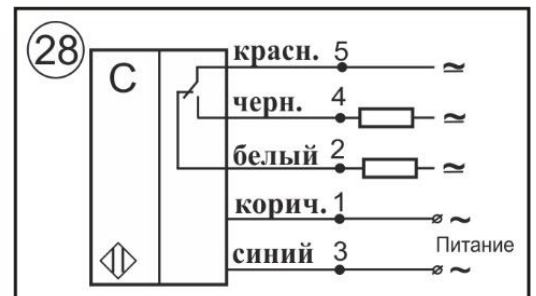 28
C
красн. 5 ≃
черн. 4 ≃
белый 2 ≃
корич. 1 ~
Питание
синий 3 ~